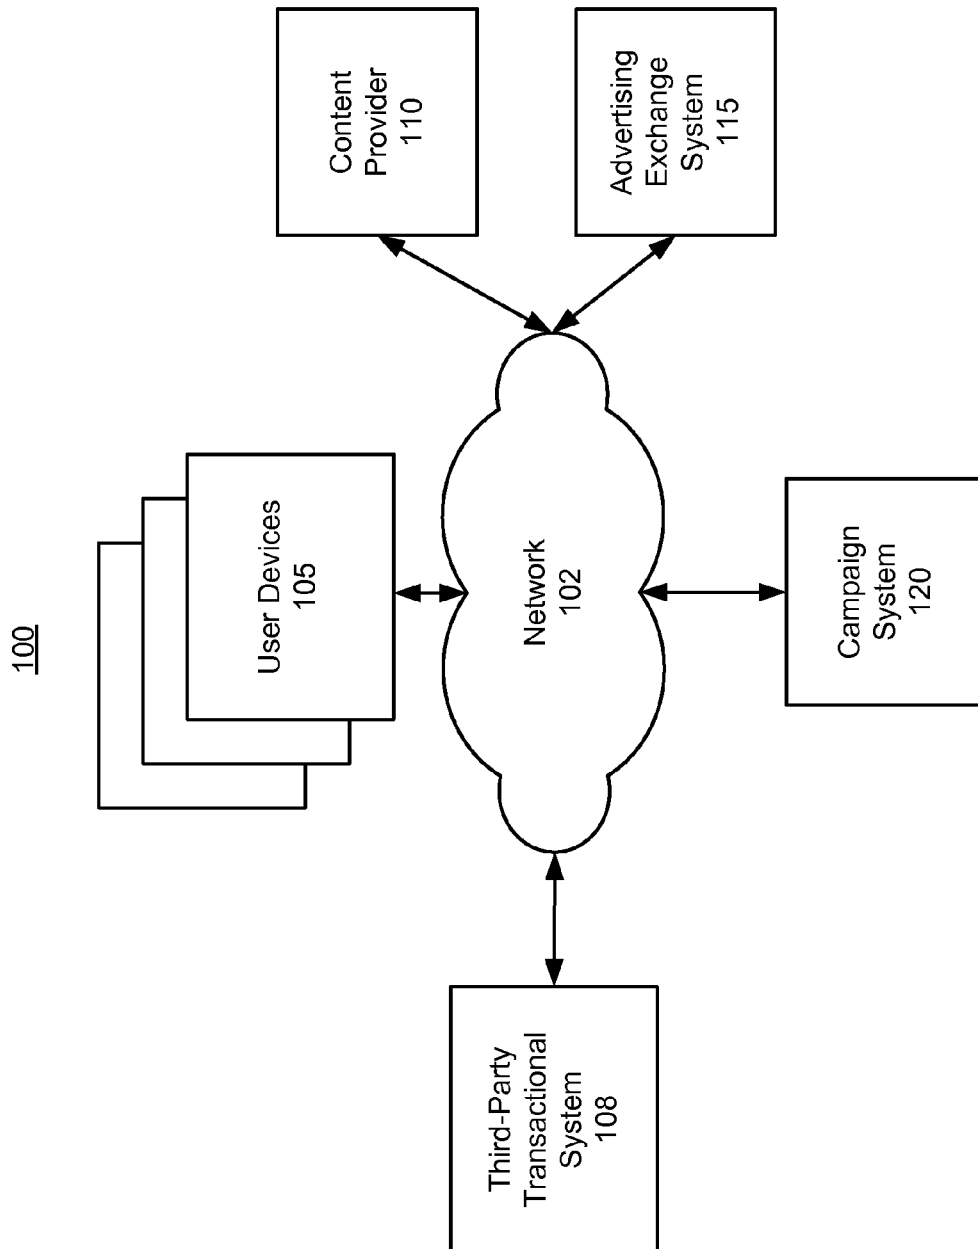 100
User Devices
105
Content
Provider
110
Third-Party
Transactional
System
108
Network
102
Advertising
Exchange
System
115
Campaign
System
120